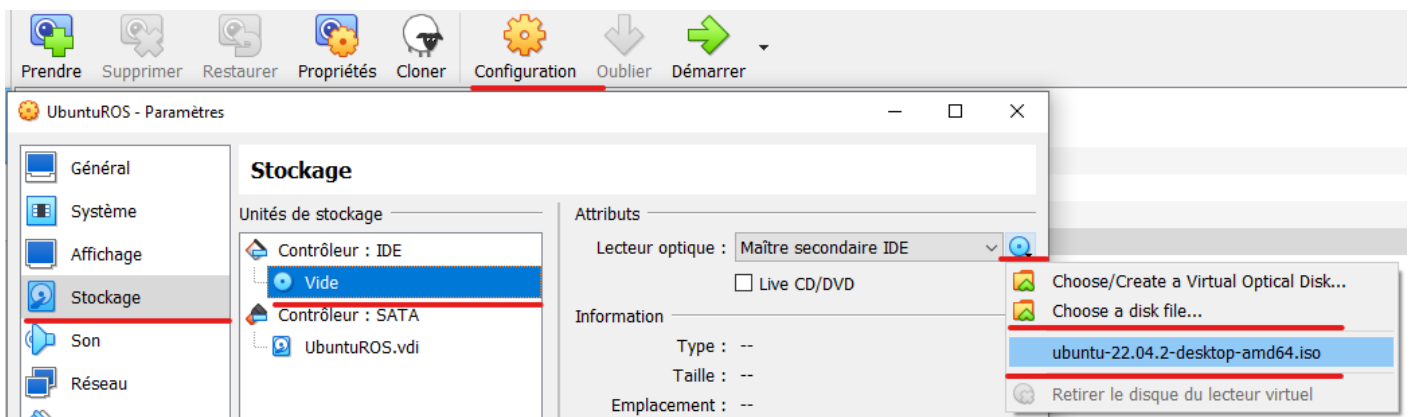 Prendre Supprimer Restaurer Propriétés Cloner Configuration Oublier Démarrer
UbuntuROS - Paramètres
Général
Système
Affichage
Stockage
Son
Réseau
Stockage
Unités de stockage
Contrôleur : IDE
Vide
Contrôleur : SATA
UbuntuROS.vdi
Attributs
Lecteur optique : Maître secondaire IDE
Live CD/DVD
Information
Type : --
Taille : --
Emplacement : --
Choose/Create a Virtual Optical Disk...
Choose a disk file...
ubuntu-22.04.2-desktop-amd64.iso
Retirer le disque du lecteur virtuel